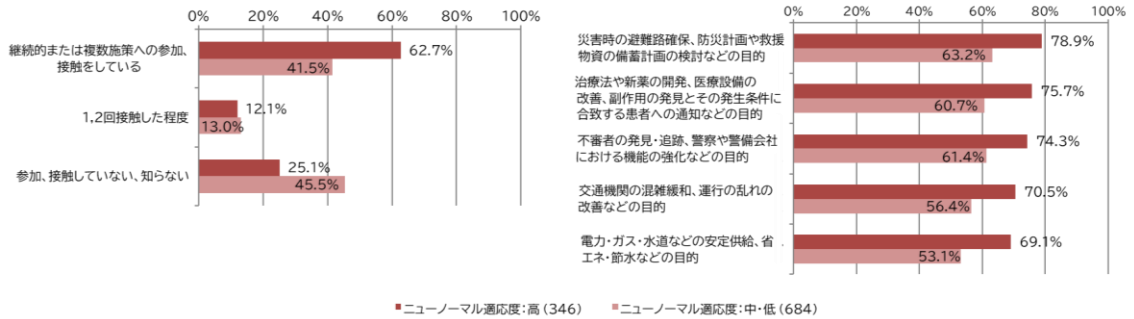 0% 20% 40% 60% 80% 100%
継続的または複数施策への参加、
接触をしている
62.7%
41.5%
1,2回接触した程度
12.1%
13.0%
参加、接触していない、知らない
25.1%
45.5%
0% 20% 40% 60% 80% 100%
災害時の避難路確保、防災計画や救援
物資の備蓄計画の検討などの目的
78.9%
63.2%
治療法や新薬の開発、医療設備の
改善、副作用の発見とその発生条件に
合致する患者への通知などの目的
75.7%
60.7%
不審者の発見・追跡、警察や警備会社
における機能の強化などの目的
74.3%
61.4%
交通機関の混雑緩和、運行の乱れの
改善などの目的
70.5%
56.4%
電力・ガス・水道などの安定供給、省
エネ・節水などの目的
69.1%
53.1%
ニューノーマル適応度:高(346) ニューノーマル適応度:中・低(684)